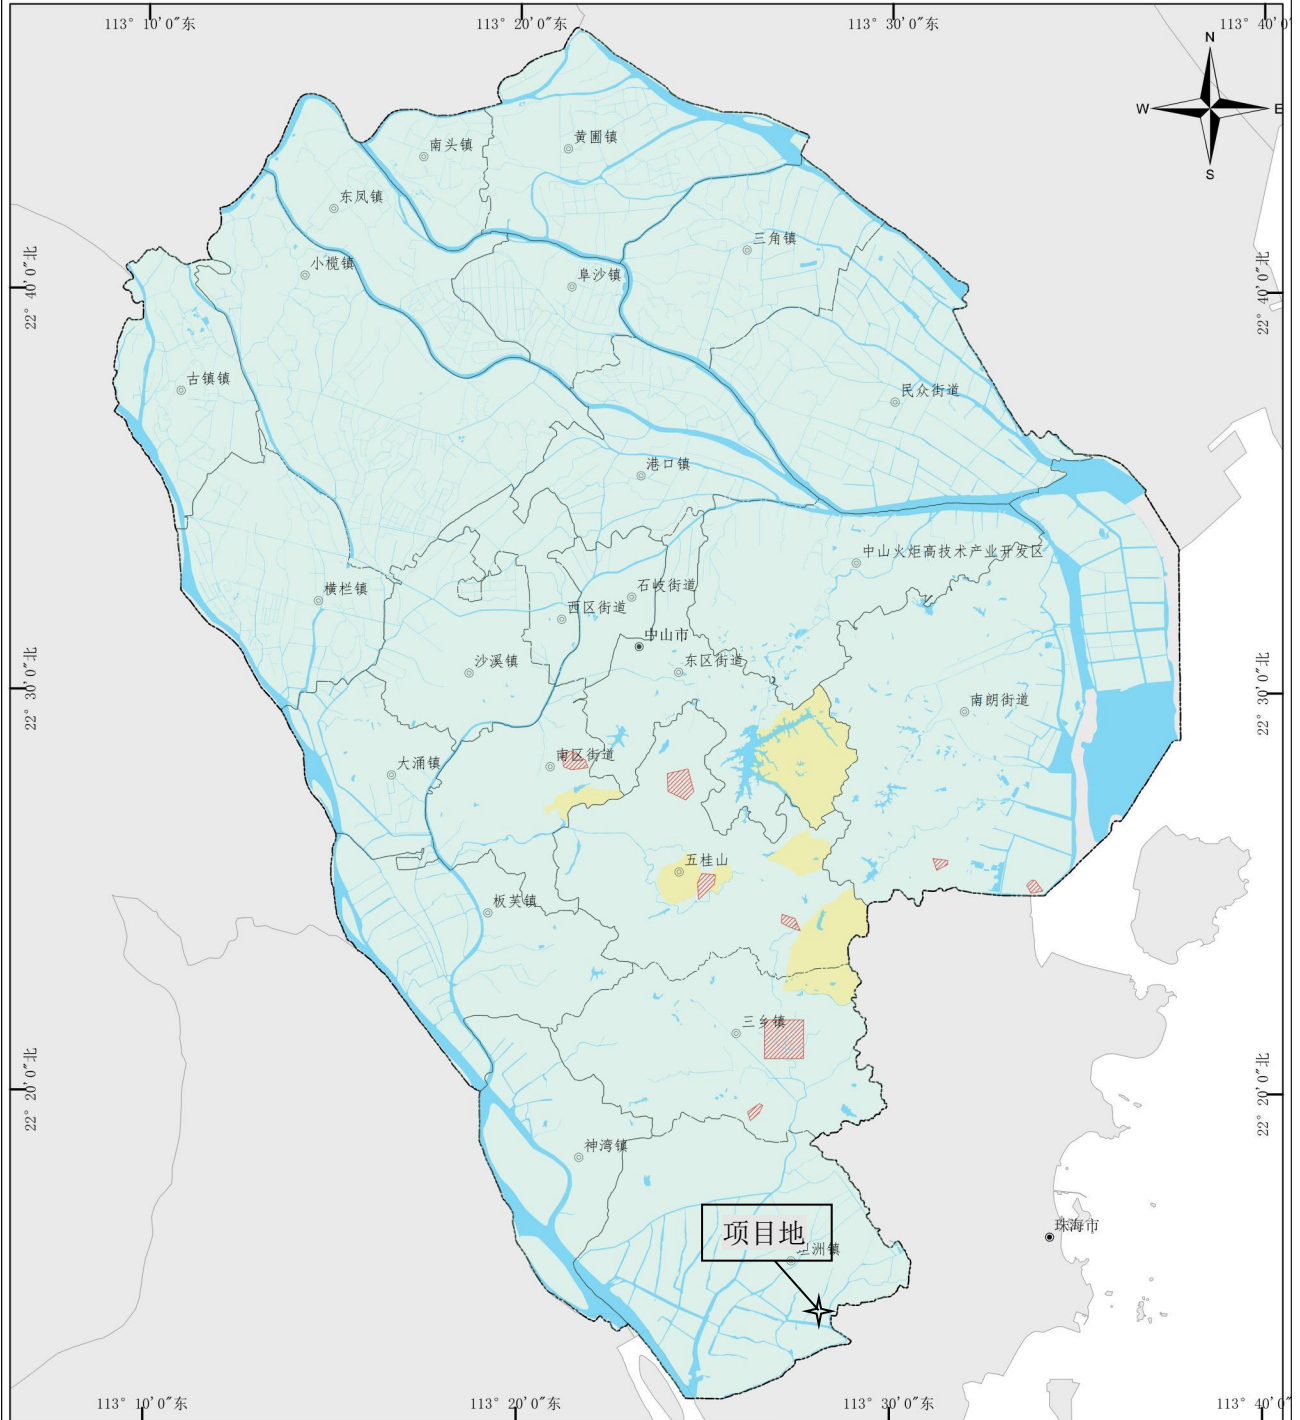 113° 10′0″东
113° 20′0″东
113° 30′0″东
113° 40′0″
N
W
E
S
黄圃镇
南头镇
东凤镇
三角镇
小榄镇
阜沙镇
22° 40′0″北
22° 40′0″北
古镇镇
民众街道
港口镇
中山火炬高技术产业开发区
石岐街道
横栏镇
西区街道
中山市
沙溪镇
东区街道
22° 30′0″北
22° 30′0″北
南朗街道
南区街道
大涌镇
五桂山
板芙镇
三乡镇
22° 20′0″北
22° 20′0″北
神湾镇
项目地
珠海市
洲镇
113° 10′0″东
113° 20′0″东
113° 30′0″东
113° 40′0